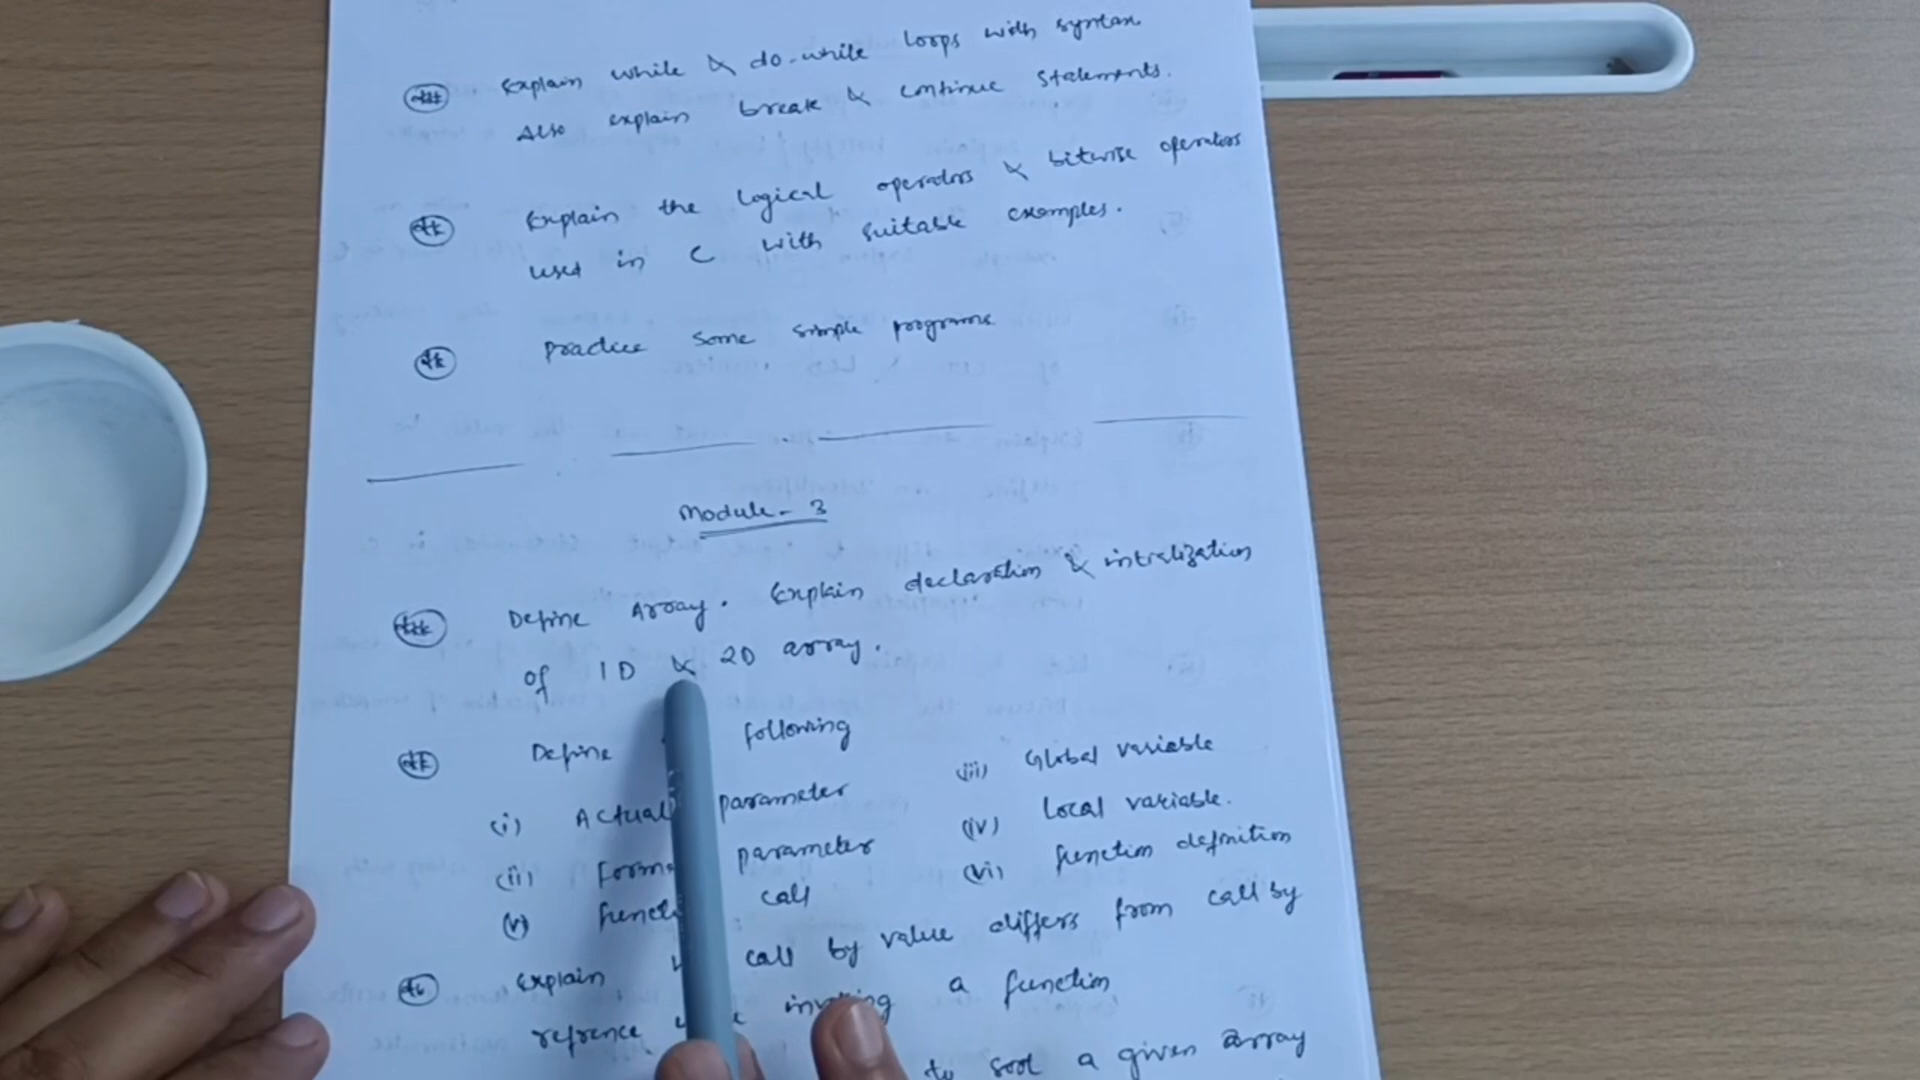 Explain while & do-while loops with syntax
Also explain break & continue statements.
Explain the logical operators & bitwise operators
used in C with suitable examples.
Practice some simple programs
Module - 3
Define Array. Explain declaration & intralization
of 1D & 2D array.
Define following
(i) Actual parameter
(iii) Global variable
(ii) parameter
(iv) Local variable.
(v) call
(vi) function definition
Explain call by value differs from call by
refrence a function
to sort a given array